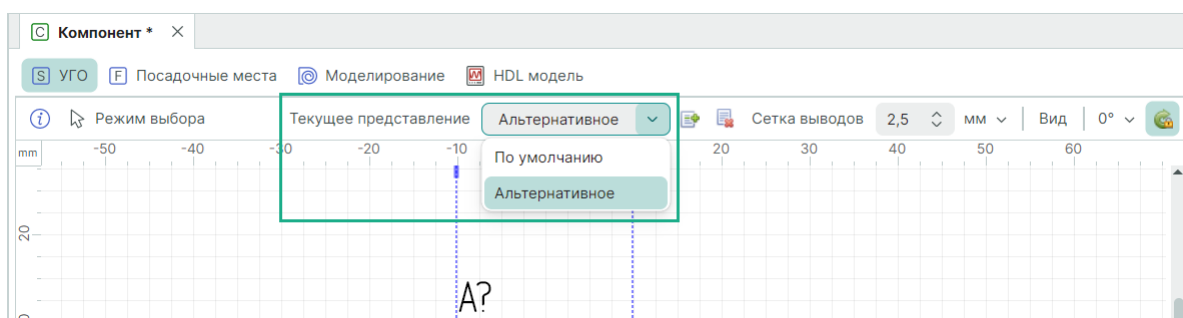 C Компонент * ×
S УГО F Посадочные места Моделирование HDL модель
i Режим выбора Текущее представление Альтернативное Сетка выводов 2,5 мм Вид 0°
mm -50 -40 -30 -20 -10 20 30 40 50 60
По умолчанию
Альтернативное
20
A?